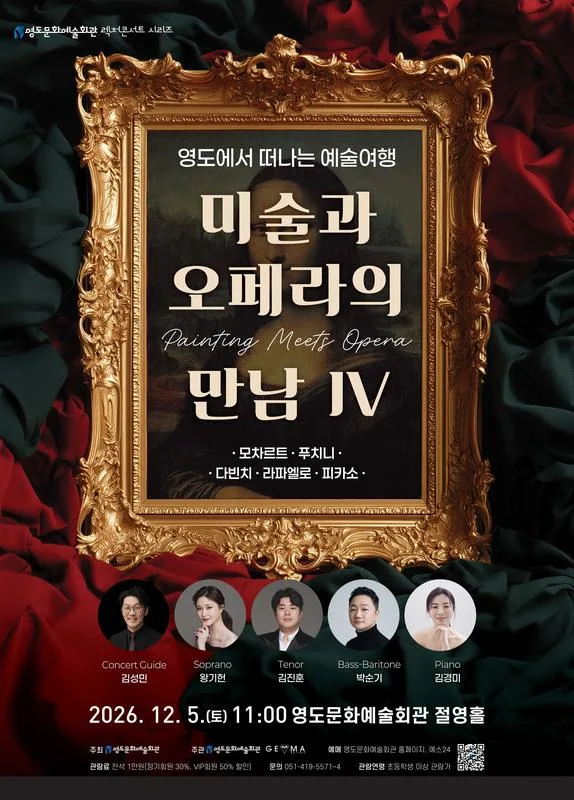 영도문화예술회관 렉처콘서트 시리즈
영도에서 떠나는 예술여행
미술과
오페라의
Painting Meets Opera
만남 IV
· 모차르트 · 푸치니 ·
· 다빈치 · 라파엘로 · 피카소 ·
Concert Guide Soprano Tenor Bass-Baritone Piano
김성민 왕기헌 김진훈 박순기 김경미
2026. 12. 5.(토) 11:00 영도문화예술회관 절영홀
주최 영도문화예술회관 주관 영도문화예술회관 GEMMA 예매 영도문화예술회관 홈페이지, 예스24
관람료 전석 1만원(정기회원 30%, VIP회원 50% 할인) 문의 051-419-5571~4 관람연령 초등학생 이상 관람가